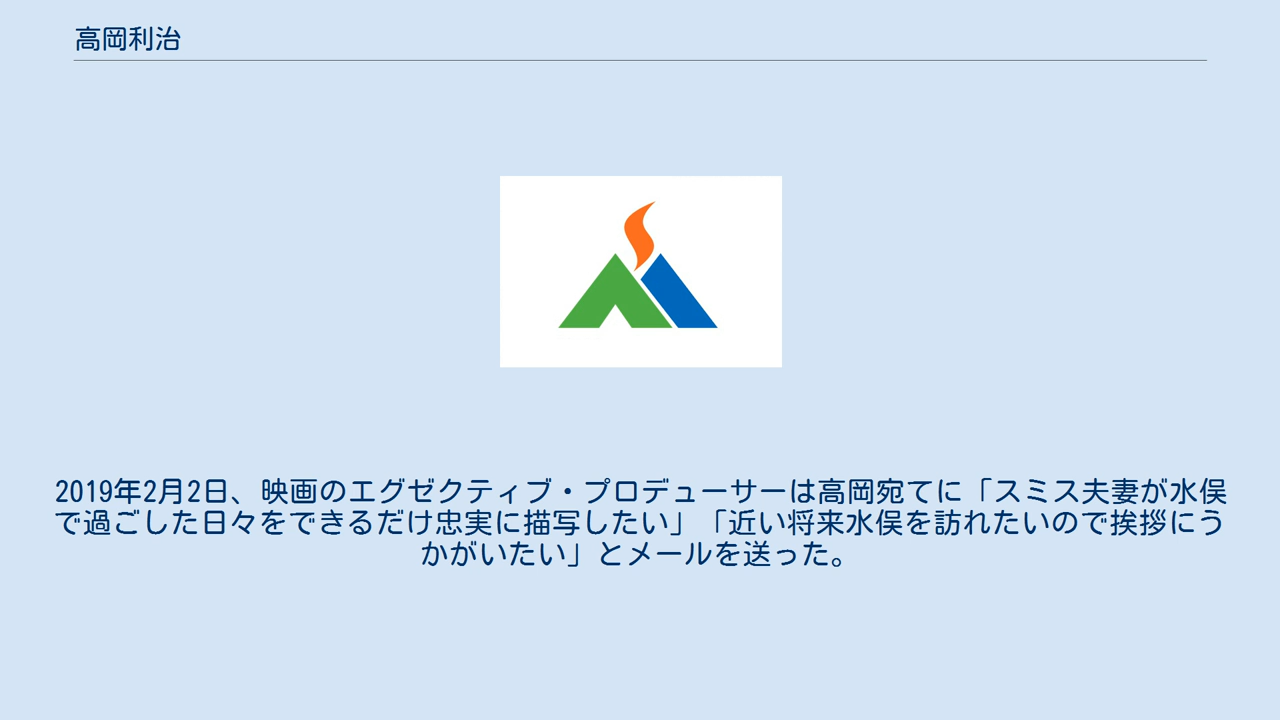 高岡利治
2019年2月2日、映画のエグゼクティブ・プロデューサーは高岡宛てに「スミス夫妻が水俣
で過ごした日々をできるだけ忠実に描写したい」「近い将来水俣を訪れたいので挨拶にう
かがいたい」とメールを送った。